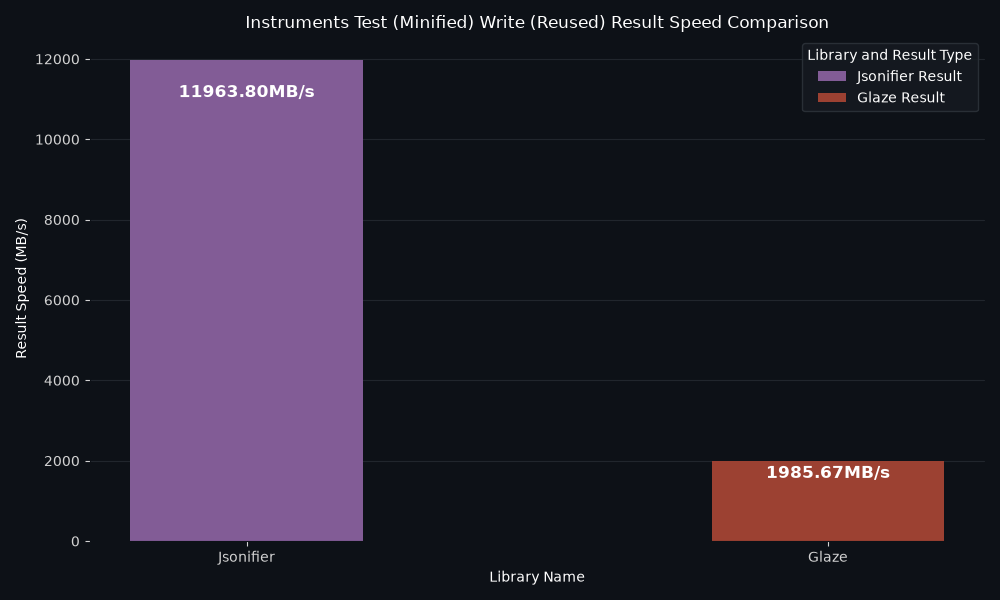 Instruments Test (Minified) Write (Reused) Result Speed Comparison
Library and Result Type
Jsonifier Result
Glaze Result
12000
10000
8000
6000
4000
2000
0
Result Speed (MB/s)
11963.80MB/s
1985.67MB/s
Jsonifier
Glaze
Library Name